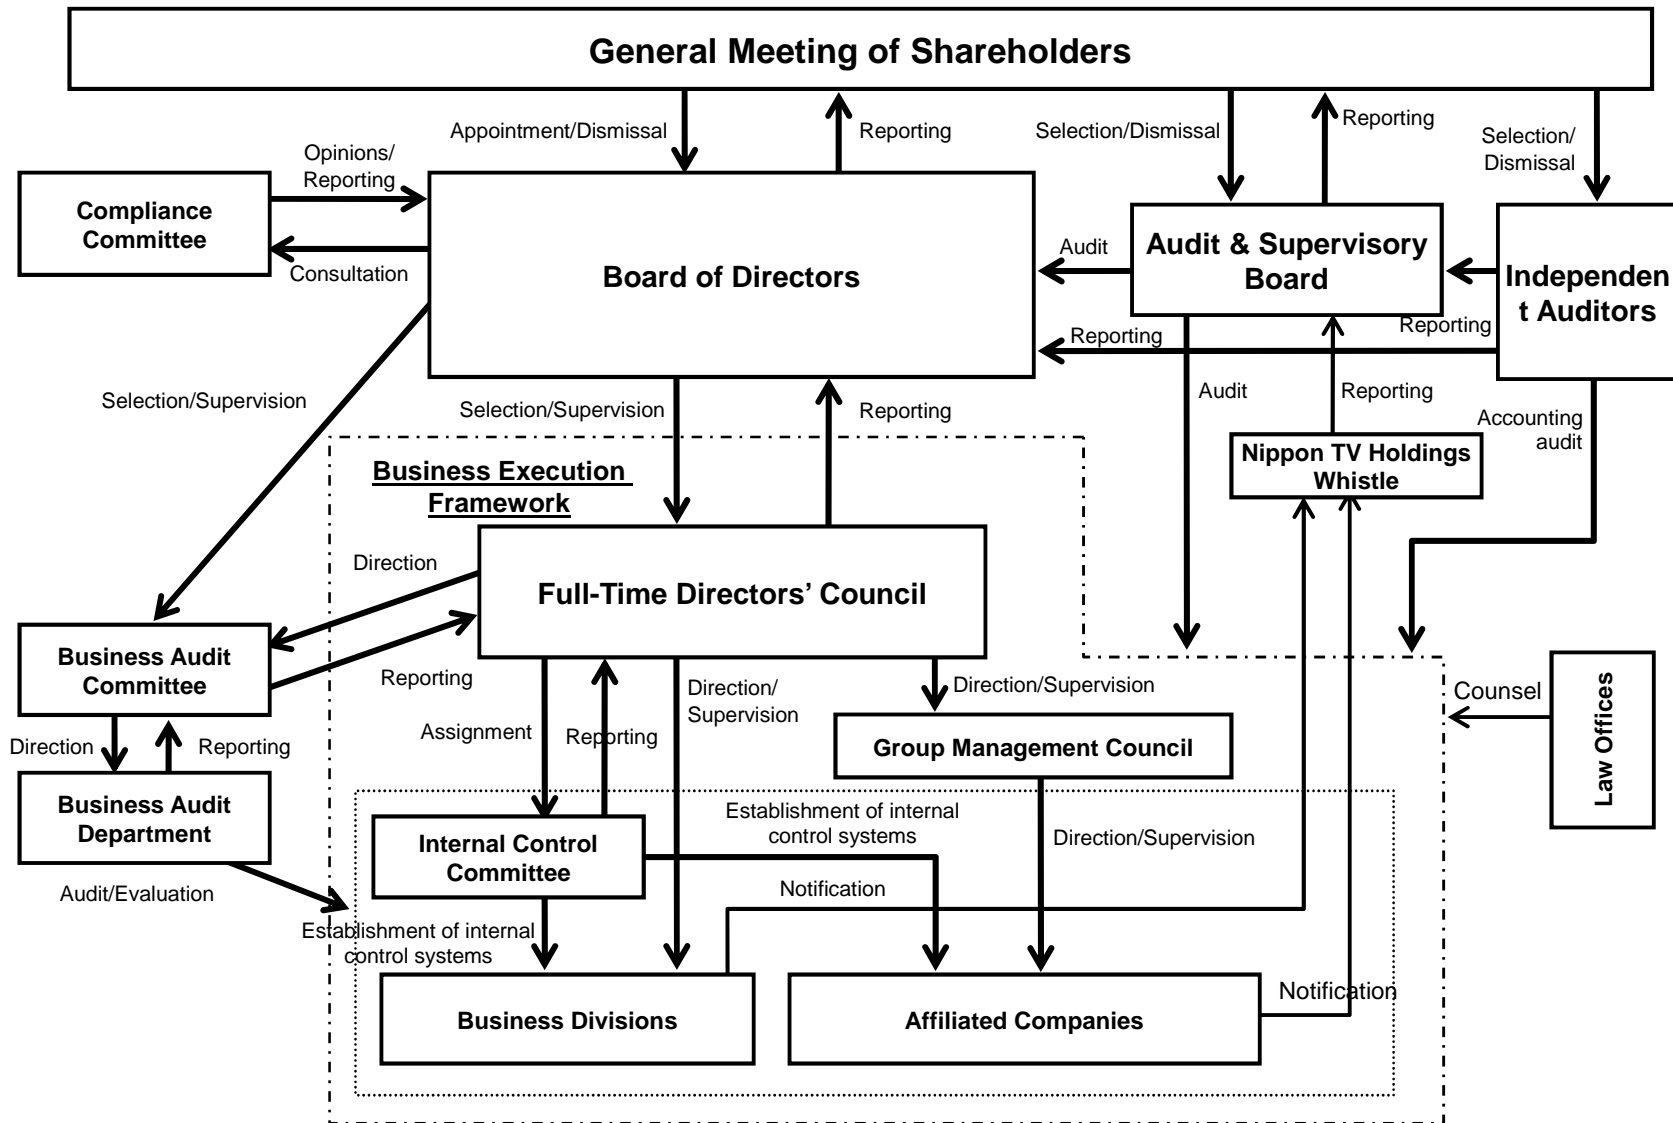 General Meeting of Shareholders
Appointment/Dismissal
Reporting
Selection/Dismissal
Reporting
Selection/
Dismissal
Opinions/
Reporting
Compliance
Committee
Consultation
Board of Directors
Audit
Audit & Supervisory
Board
Independen
t Auditors
Reporting
Reporting
Selection/Supervision
Selection/Supervision
Reporting
Audit
Reporting
Accounting
audit
Nippon TV Holdings
Whistle
Business Execution
Framework
Direction
Full-Time Directors’ Council
Business Audit
Committee
Reporting
Direction/
Supervision
Direction/Supervision
Counsel
Law Offices
Assignment
Reporting
Direction
Reporting
Group Management Council
Business Audit
Department
Establishment of internal
control systems
Internal Control
Committee
Direction/Supervision
Audit/Evaluation
Notification
Establishment of internal
control systems
Business Divisions
Affiliated Companies
Notification